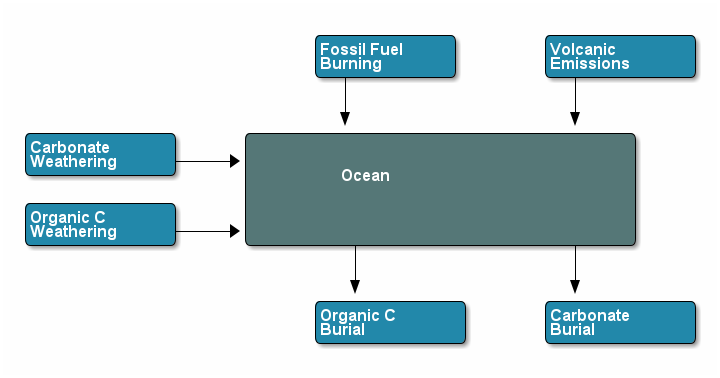 Fossil Fuel
Burning
Volcanic
Emissions
Carbonate
Weathering
Ocean
Organic C
Weathering
Organic C
Burial
Carbonate
Burial